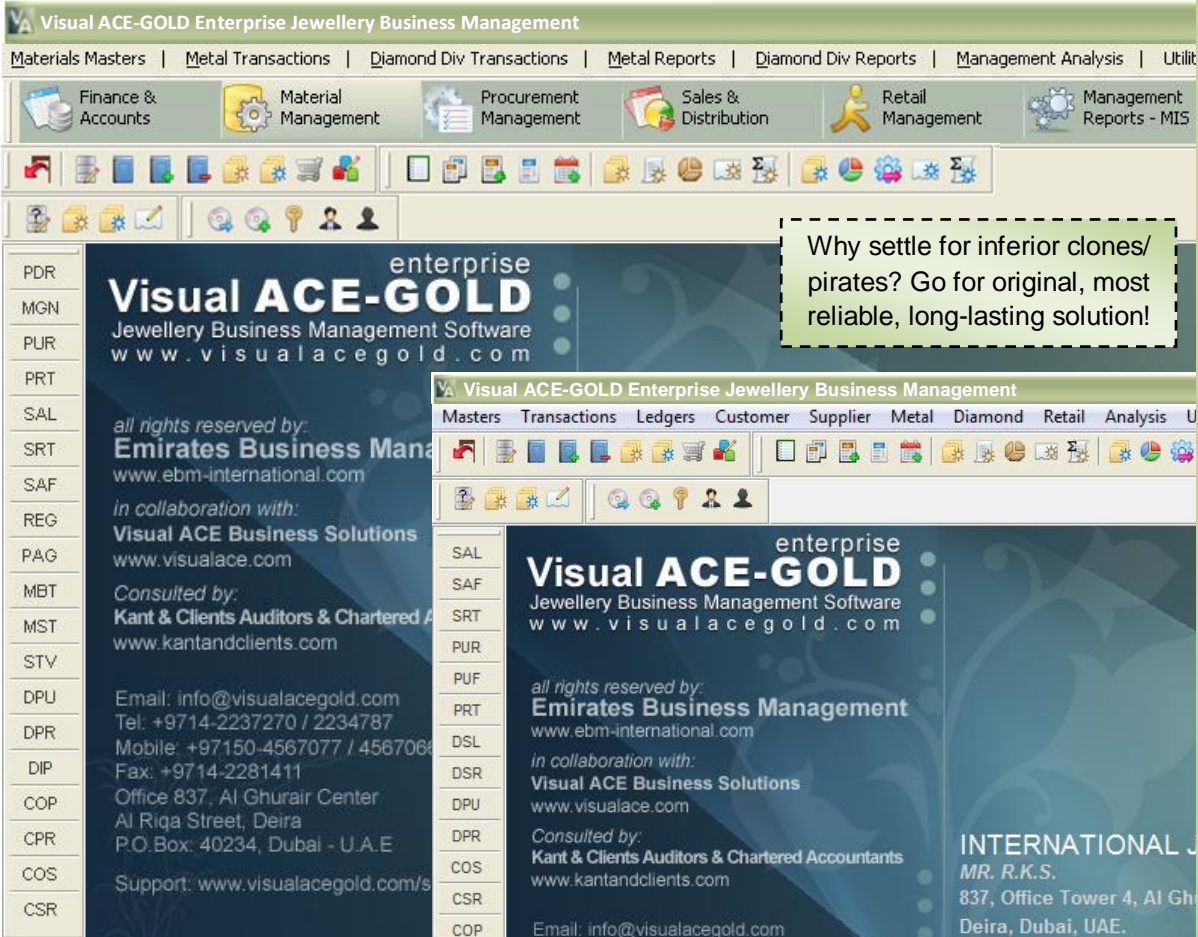 Visual ACE-GOLD Enterprise Jewellery Business Management
Materials Masters | Metal Transactions | Diamond Div Transactions | Metal Reports | Diamond Div Reports | Management Analysis | Utilit
Finance & Accounts
Material Management
Procurement Management
Sales & Distribution
Retail Management
Management Reports - MIS
Why settle for inferior clones/
pirates? Go for original, most
reliable, long-lasting solution!
PDR
MGN
PUR
PRT
SAL
SRT
SAF
REG
PAG
MBT
MST
STV
DPU
DPR
DIP
COP
CPR
COS
CSR
enterprise
Visual ACE-GOLD
Jewellery Business Management Software
www.visualacegold.com
all rights reserved by:
Emirates Business Mana
www.ebm-international.com
in collaboration with:
Visual ACE Business Solutions
www.visualace.com
Consulted by:
Kant & Clients Auditors & Chartered A
www.kantandclients.com
Email: info@visualacegold.com
Tel: +9714-2237270 / 2234787
Mobile: +97150-4567077 / 4567066
Fax: +9714-2281411
Office 837, Al Ghurair Center
Al Riqa Street, Deira
P.O.Box: 40234, Dubai - U.A.E
Support: www.visualacegold.com/s
Visual ACE-GOLD Enterprise Jewellery Business Management
Masters Transactions Ledgers Customer Supplier Metal Diamond Retail Analysis U
SAL
SAF
SRT
PUR
PUF
PRT
DSL
DSR
DPU
DPR
COS
CSR
COP
enterprise
Visual ACE-GOLD
Jewellery Business Management Software
www.visualacegold.com
all rights reserved by:
Emirates Business Management
www.ebm-international.com
in collaboration with:
Visual ACE Business Solutions
www.visualace.com
Consulted by:
Kant & Clients Auditors & Chartered Accountants
www.kantandclients.com
Email: info@visualacegold.com
INTERNATIONAL J
MR. R.K.S.
837, Office Tower 4, Al Ghu
Deira, Dubai, UAE.